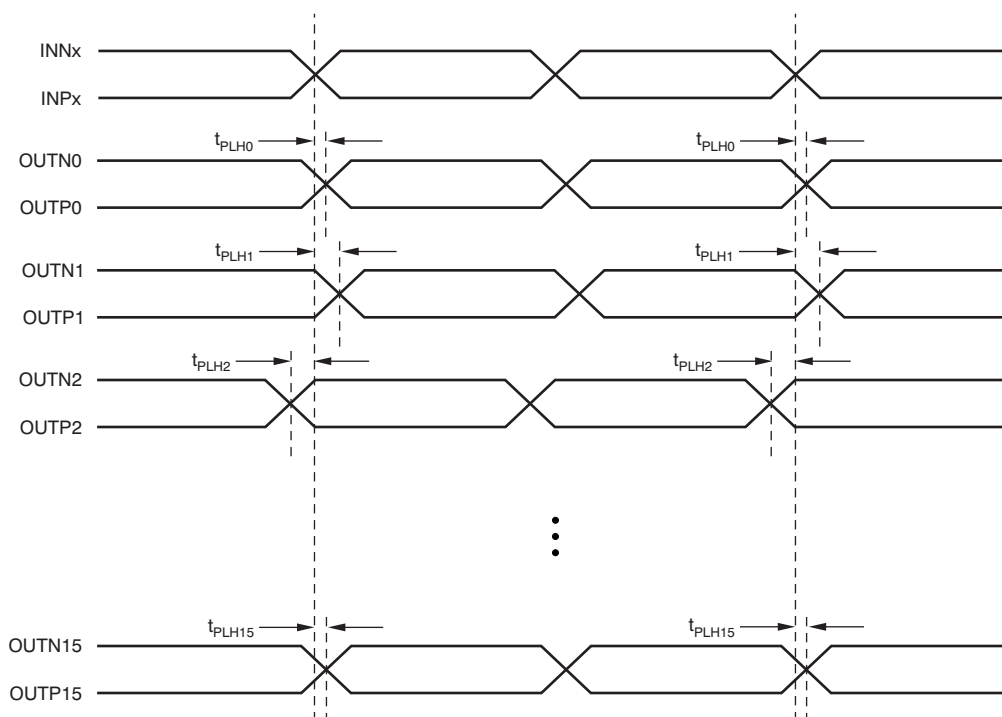 INNx
INPx
tPLH0 tPLH0
OUTN0
OUTP0
tPLH1 tPLH1
OUTN1
OUTP1
tPLH2 tPLH2
OUTN2
OUTP2
tPLH15 tPLH15
OUTN15
OUTP15